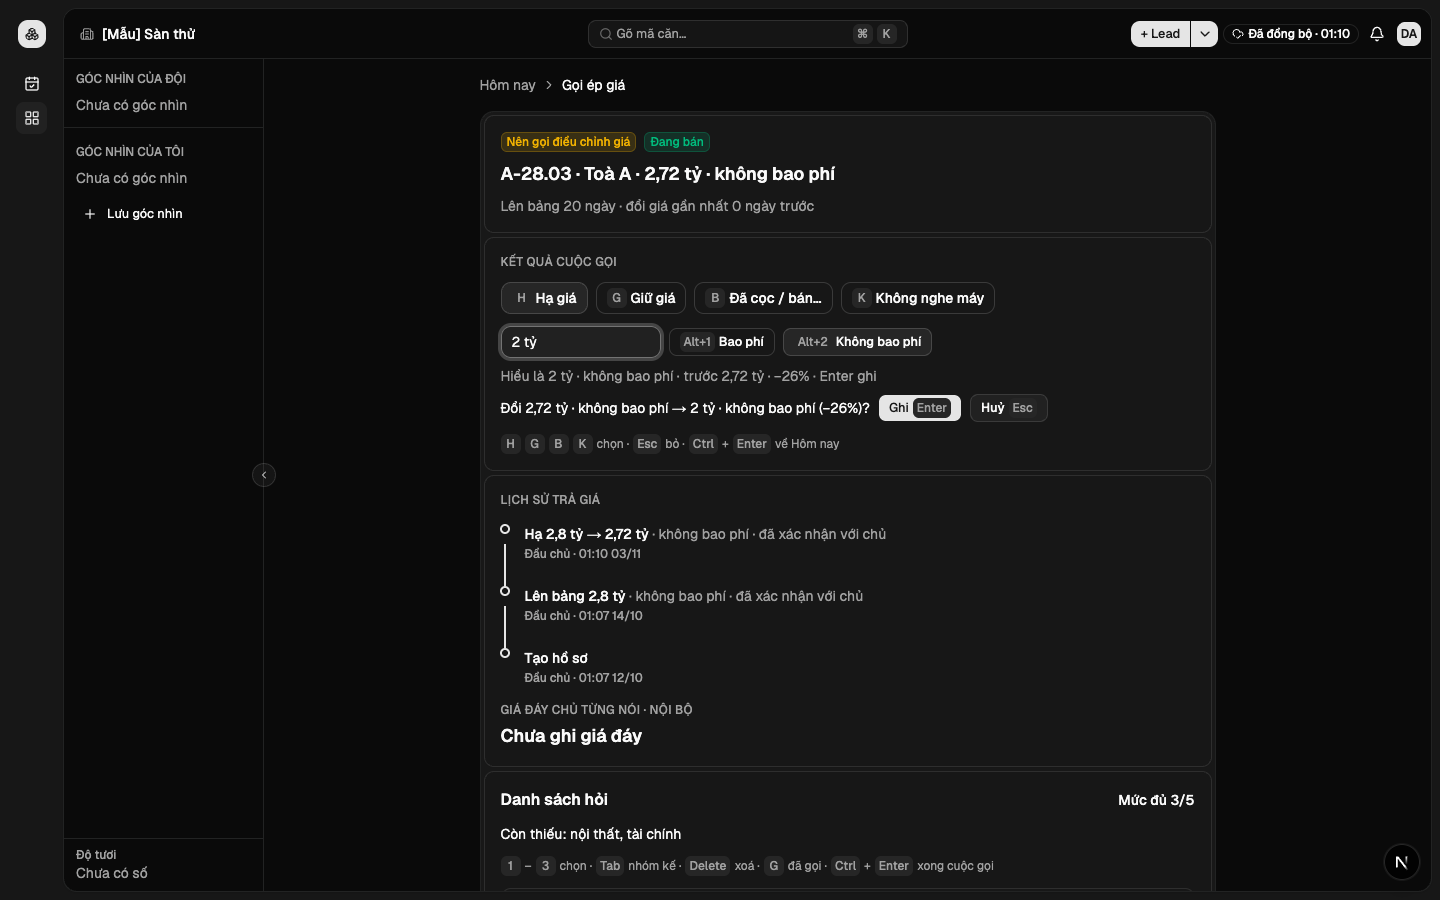 [Mẫu] Sàn thử
Gõ mã căn...
⌘ K
+ Lead
Đã đồng bộ · 01:10
DA
GÓC NHÌN CỦA ĐỘI
Chưa có góc nhìn
GÓC NHÌN CỦA TÔI
Chưa có góc nhìn
+ Lưu góc nhìn
Độ tươi
Chưa có số
Hôm nay > Gọi ép giá
Nên gọi điều chỉnh giá Đang bán
A-28.03 · Toà A · 2,72 tỷ · không bao phí
Lên bảng 20 ngày · đổi giá gần nhất 0 ngày trước
KẾT QUẢ CUỘC GỌI
H Hạ giá G Giữ giá B Đã cọc / bán... K Không nghe máy
2 tỷ Alt+1 Bao phí Alt+2 Không bao phí
Hiểu là 2 tỷ · không bao phí · trước 2,72 tỷ · −26% · Enter ghi
Đổi 2,72 tỷ · không bao phí → 2 tỷ · không bao phí (−26%)? Ghi Enter Huỷ Esc
H G B K chọn · Esc bỏ · Ctrl + Enter về Hôm nay
LỊCH SỬ TRẢ GIÁ
Hạ 2,8 tỷ → 2,72 tỷ · không bao phí · đã xác nhận với chủ
Đầu chủ · 01:10 03/11
Lên bảng 2,8 tỷ · không bao phí · đã xác nhận với chủ
Đầu chủ · 01:07 14/10
Tạo hồ sơ
Đầu chủ · 01:07 12/10
GIÁ ĐÁY CHỦ TỪNG NÓI · NỘI BỘ
Chưa ghi giá đáy
Danh sách hỏi Mức đủ 3/5
Còn thiếu: nội thất, tài chính
1 – 3 chọn · Tab nhóm kế · Delete xoá · G đã gọi · Ctrl + Enter xong cuộc gọi
N